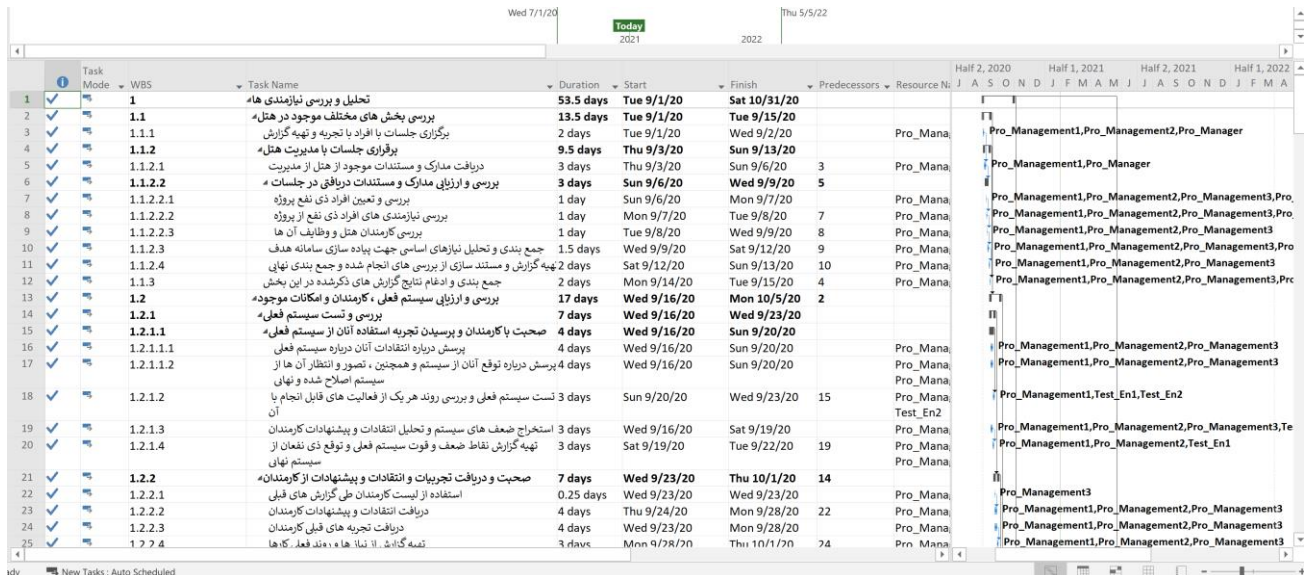 Wed 7/1/20 Thu 5/5/22
Today
2021 2022
Task Mode WBS Task Name Duration Start Finish Predecessors Resource Na Half 2, 2020 Half 1, 2021 Half 2, 2021 Half 1, 2022
J A S O N D J F M A M J J A S O N D J F M A
1 1 تحلیل و بررسی نیازمندی ها 53.5 days Tue 9/1/20 Sat 10/31/20
2 1.1 بررسی بخش های مختلف موجود در هتل 13.5 days Tue 9/1/20 Tue 9/15/20
3 1.1.1 برگزاری جلسات با افراد با تجربه و تهیه گزارش 2 days Tue 9/1/20 Wed 9/2/20 Pro_Mana Pro_Management1,Pro_Management2,Pro_Manager
4 1.1.2 برقراری جلسات با مدیریت هتل 9.5 days Thu 9/3/20 Sun 9/13/20
5 1.1.2.1 دریافت مدارک و مستندات موجود از هتل از مدیریت 3 days Thu 9/3/20 Sun 9/6/20 3 Pro_Mana Pro_Management1,Pro_Manager
6 1.1.2.2 بررسی و ارزیابی مدارک و مستندات دریافتی در جلسات 3 days Sun 9/6/20 Wed 9/9/20 5
7 1.1.2.2.1 بررسی و تعیین افراد ذی نفع پروژه 1 day Sun 9/6/20 Mon 9/7/20 Pro_Mana Pro_Management1,Pro_Management2,Pro_Management3,Pro_
8 1.1.2.2.2 بررسی نیازمندی های افراد ذی نفع از پروژه 1 day Mon 9/7/20 Tue 9/8/20 7 Pro_Mana Pro_Management1,Pro_Management2,Pro_Management3,Pro_
9 1.1.2.2.3 بررسی کارمندان هتل و وظایف آن ها 1 day Tue 9/8/20 Wed 9/9/20 8 Pro_Mana Pro_Management1,Pro_Management2,Pro_Management3
10 1.1.2.3 جمع بندی و تحلیل نیازهای اساسی جهت پیاده سازی سامانه هدف 1.5 days Wed 9/9/20 Sat 9/12/20 9 Pro_Mana Pro_Management1,Pro_Management2,Pro_Management3,Pro
11 1.1.2.4 تهیه گزارش و مستند سازی از بررسی های انجام شده و جمع بندی نهایی 2 days Sat 9/12/20 Sun 9/13/20 10 Pro_Mana Pro_Management1,Pro_Management2,Pro_Management3
12 1.1.3 جمع بندی و ادغام نتایج گزارش های ذکرشده در این بخش 2 days Mon 9/14/20 Tue 9/15/20 4 Pro_Mana Pro_Management1,Pro_Management2,Pro_Management3,Prc
13 1.2 بررسی و ارزیابی سیستم فعلی ، کارمندان و امکانات موجود 17 days Wed 9/16/20 Mon 10/5/20 2
14 1.2.1 بررسی و تست سیستم فعلی 7 days Wed 9/16/20 Wed 9/23/20
15 1.2.1.1 صحبت با کارمندان و پرسیدن تجربه استفاده آنان از سیستم فعلی 4 days Wed 9/16/20 Sun 9/20/20
16 1.2.1.1.1 پرسش درباره انتقادات آنان درباره سیستم فعلی 4 days Wed 9/16/20 Sun 9/20/20 Pro_Mana Pro_Management1,Pro_Management2,Pro_Management3
17 1.2.1.1.2 پرسش درباره توقع آنان از سیستم و همچنین ، تصور و انتظار آن ها از 4 days Wed 9/16/20 Sun 9/20/20 Pro_Mana Pro_Management1,Pro_Management2,Pro_Management3
سیستم اصلاح شده و نهایی Pro_Mana
18 1.2.1.2 تست سیستم فعلی و بررسی روند هر یک از فعالیت های قابل انجام با 3 days Sun 9/20/20 Wed 9/23/20 15 Pro_Mana Pro_Management1,Test_En1,Test_En2
آن Test_En2
19 1.2.1.3 استخراج ضعف های سیستم و تحلیل انتقادات و پیشنهادات کارمندان 3 days Wed 9/16/20 Sat 9/19/20 Pro_Mana Pro_Management1,Pro_Management2,Pro_Management3,Te
20 1.2.1.4 تهیه گزارش نقاط ضعف و قوت سیستم فعلی و توقع ذی نفعان از 3 days Sat 9/19/20 Tue 9/22/20 19 Pro_Mana Pro_Management1,Pro_Management2,Test_En1
سیستم نهایی Pro_Mana
21 1.2.2 صحبت و دریافت تجربیات و انتقادات و پیشنهادات از کارمندان 7 days Wed 9/23/20 Thu 10/1/20 14
22 1.2.2.1 استفاده از لیست کارمندان طی گزارش های قبلی 0.25 days Wed 9/23/20 Wed 9/23/20 Pro_Mana Pro_Management3
23 1.2.2.2 دریافت انتقادات و پیشنهادات کارمندان 4 days Thu 9/24/20 Mon 9/28/20 22 Pro_Mana Pro_Management1,Pro_Management2,Pro_Management3
24 1.2.2.3 دریافت تجربه های قبلی کارمندان 4 days Wed 9/23/20 Mon 9/28/20 Pro_Mana Pro_Management1,Pro_Management2,Pro_Management3
25 1.2.2.4 تهیه گزارش از نیاز ها و روند فعلی کارها 3 days Mon 9/28/20 Thu 10/1/20 24 Pro_Mana Pro_Management1,Pro_Management2,Pro_Management3
New Tasks : Auto Scheduled